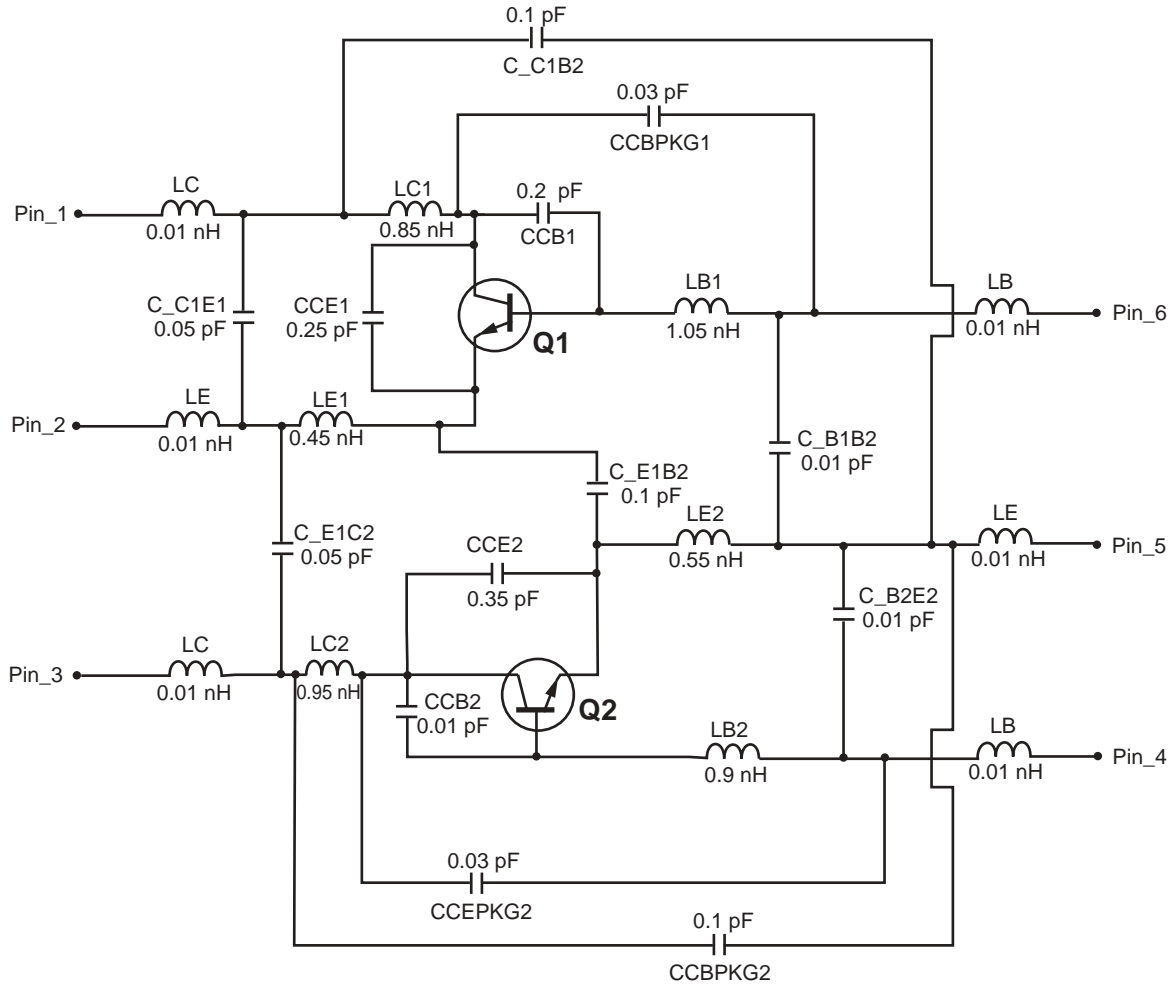 0.1 pF
C_C1B2
0.03 pF
CCBPKG1
LC
LC1
0.2 pF
Pin_1
0.01 nH
0.85 nH
CCB1
LB1
LB
C_C1E1
0.05 pF
CCE1
0.25 pF
Pin_6
1.05 nH
0.01 nH
Q1
LE
LE1
Pin_2
0.01 nH
0.45 nH
C_B1B2
0.01 pF
C_E1B2
0.1 pF
LE2
LE
C_E1C2
0.05 pF
CCE2
Pin_5
0.55 nH
0.01 nH
0.35 pF
C_B2E2
0.01 pF
LC
LC2
Pin_3
0.01 nH
0.95 nH
CCB2
0.01 pF
Q2
LB2
LB
Pin_4
0.9 nH
0.01 nH
0.03 pF
CCEPKG2
0.1 pF
CCBPKG2